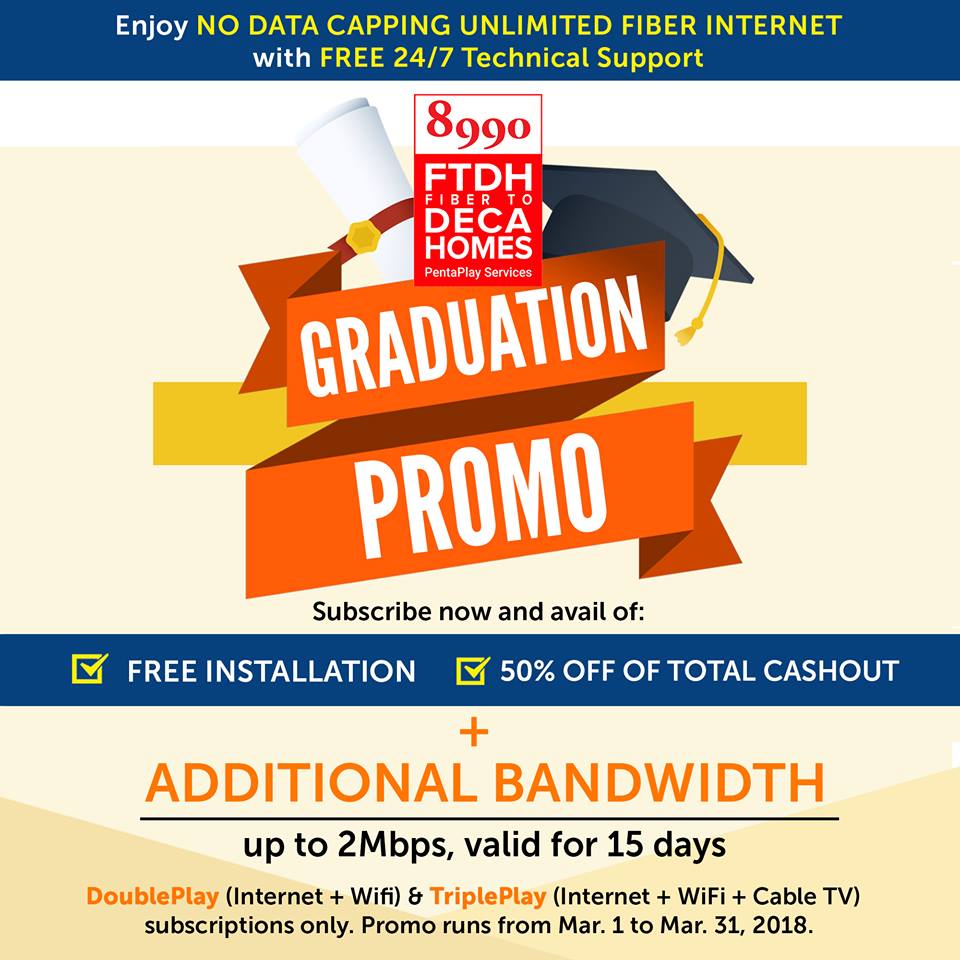 Enjoy NO DATA CAPPING UNLIMITED FIBER INTERNET
with FREE 24/7 Technical Support
8990
FTDH
FIBER TO
DECA
HOMES
PentaPlay Services
GRADUATION
PROMO
Subscribe now and avail of:
FREE INSTALLATION 50% OFF OF TOTAL CASHOUT
+
ADDITIONAL BANDWIDTH
up to 2Mbps, valid for 15 days
DoublePlay (Internet + Wifi) & TriplePlay (Internet + WiFi + Cable TV)
subscriptions only. Promo runs from Mar. 1 to Mar. 31, 2018.